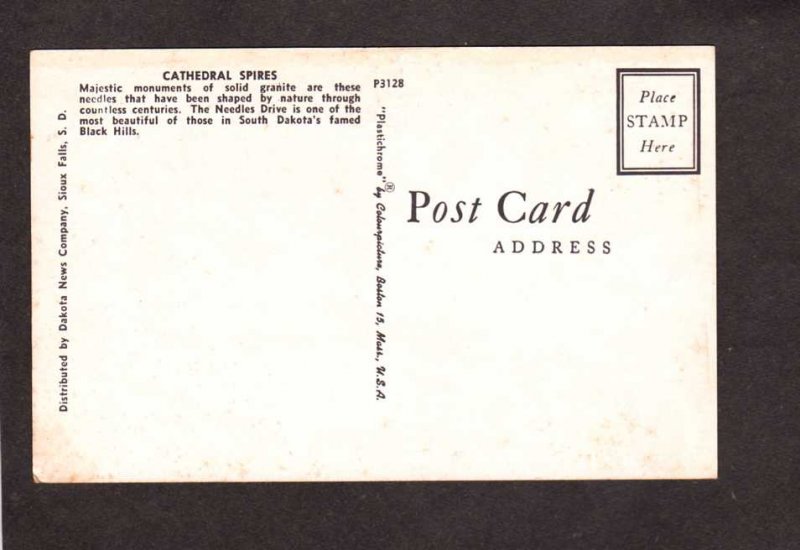 CATHEDRAL SPIRES
Majestic monuments of solid granite are these
needles that have been shaped by nature through
countless centuries. The Needles Drive is one of the
most beautiful of those in South Dakota's famed
Black Hills.
Distributed by Dakota News Company, Sioux Falls, S. D.
P3128
"Plastichrome"® by Colourpicture, Boston 15, Mass., U.S.A.
Place
STAMP
Here
Post Card
ADDRESS